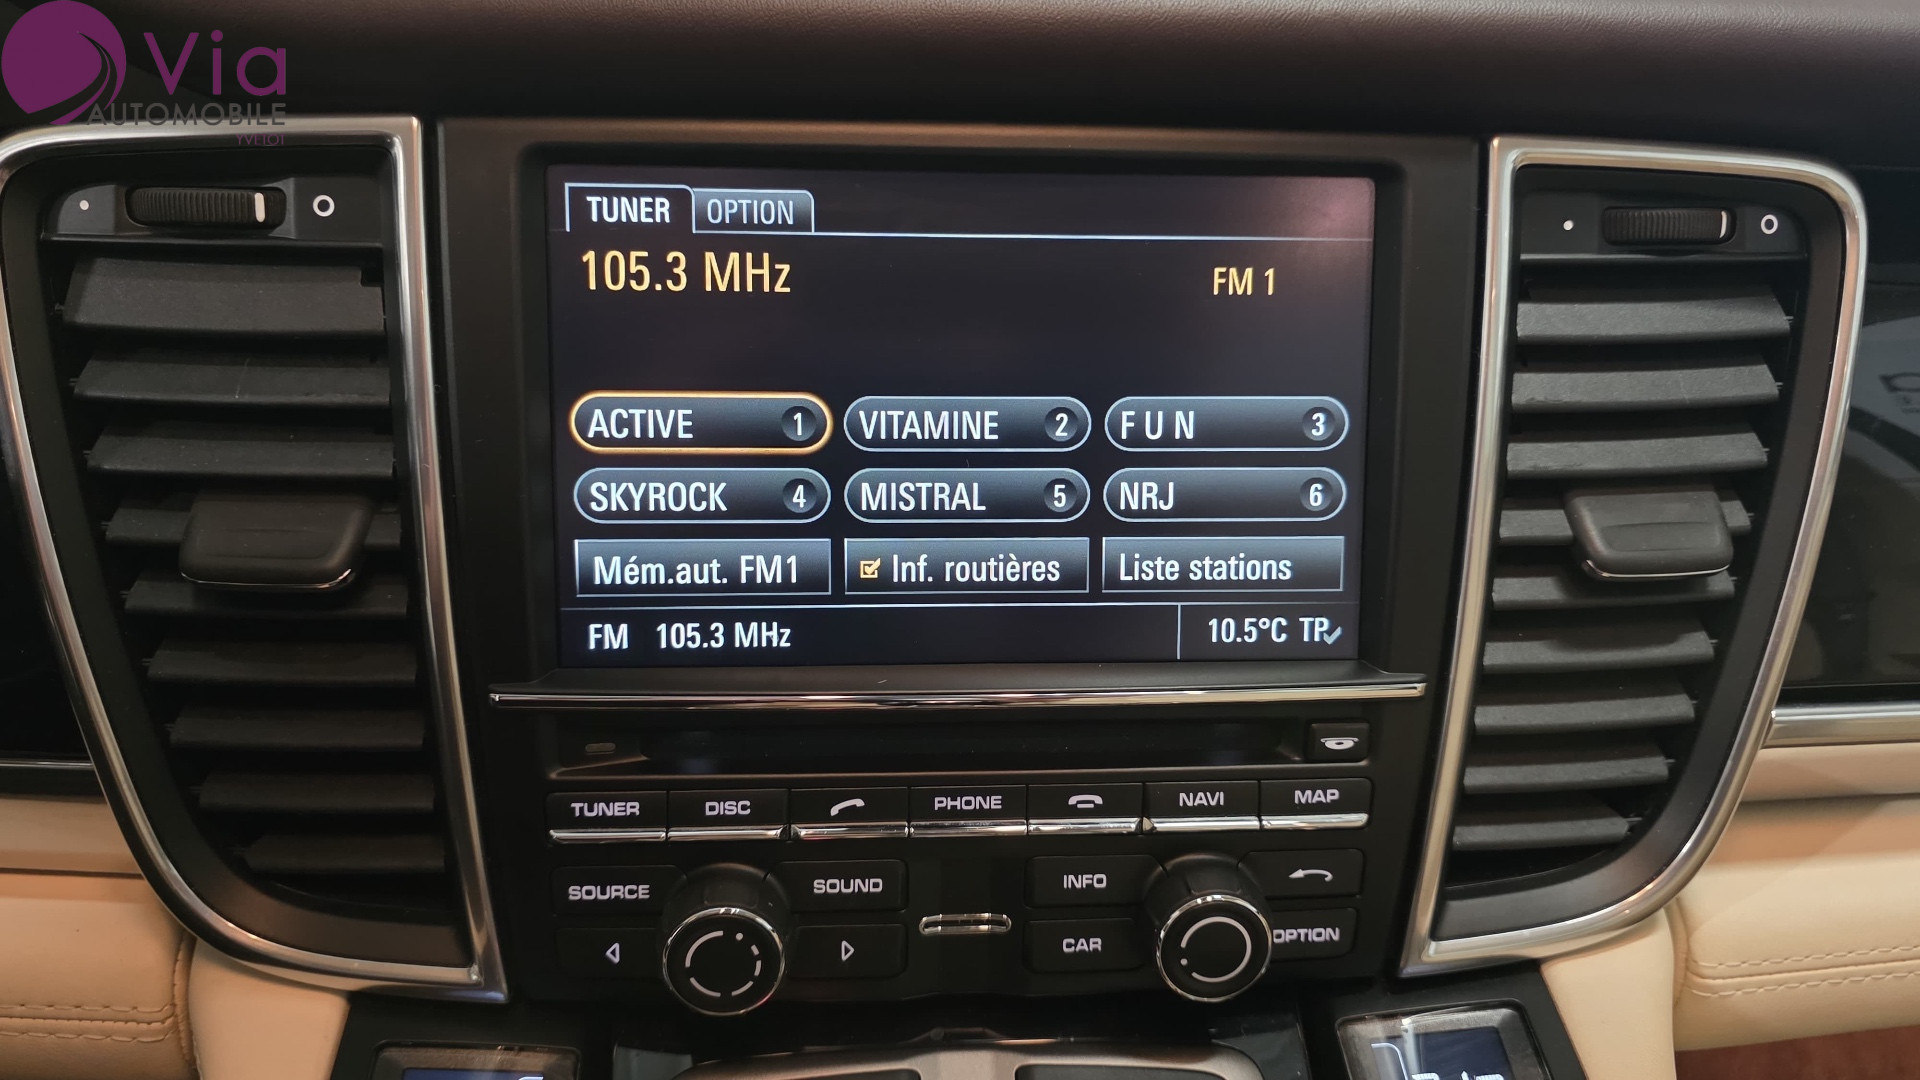 Via
AUTOMOBILE
YVETOT
TUNER OPTION
105.3 MHz FM 1
ACTIVE 1 VITAMINE 2 F U N 3
SKYROCK 4 MISTRAL 5 NRJ 6
Mém.aut. FM1 Inf. routières Liste stations
FM 105.3 MHz 10.5°C TP
TUNER DISC PHONE NAVI MAP
SOURCE SOUND INFO
CAR OPTION